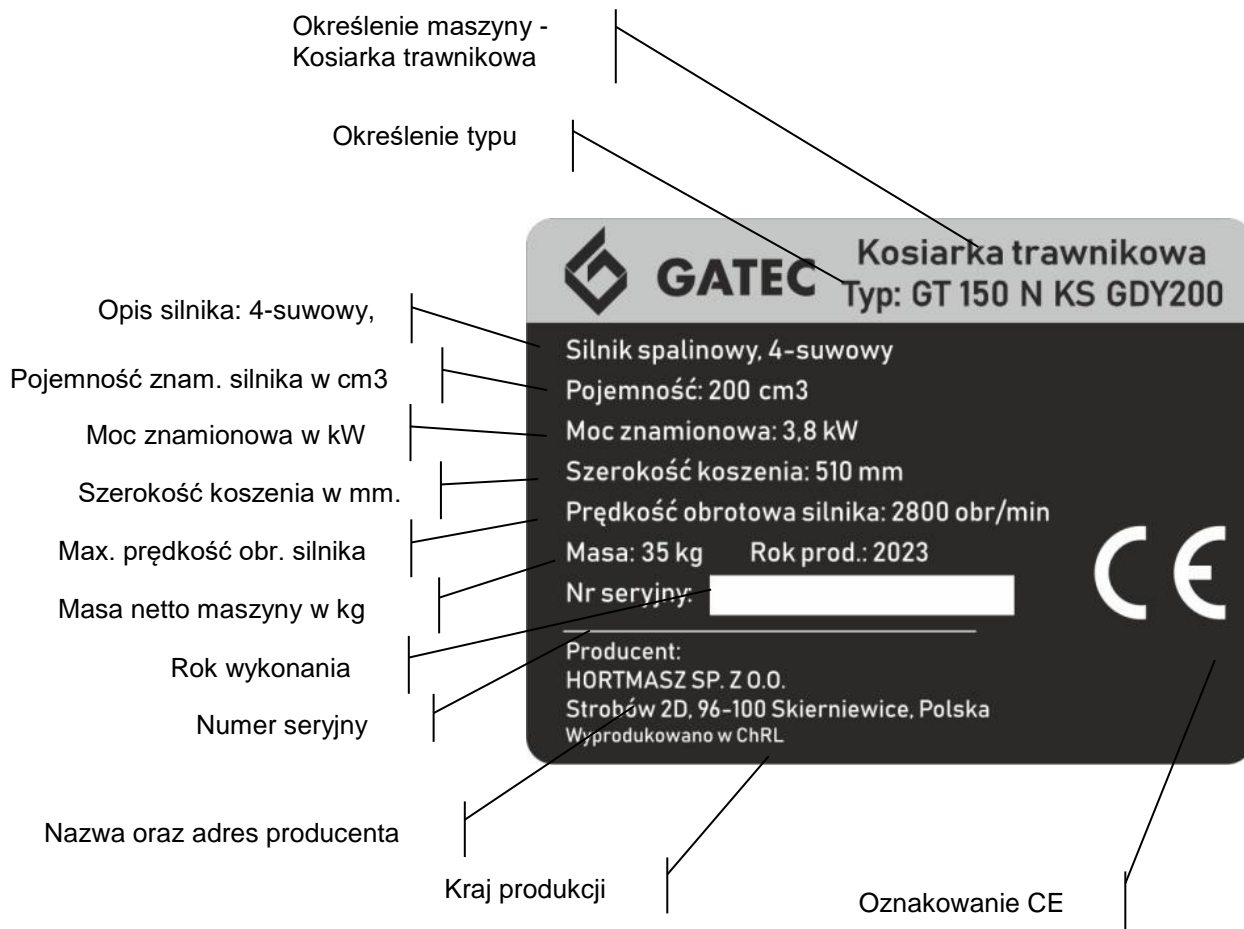 Określenie maszyny -
Kosiarka trawnikowa
Określenie typu
GATEC
Kosiarka trawnikowa
Typ: GT 150 N KS GDY200
Opis silnika: 4-suwowy,
Silnik spalinowy, 4-suwowy
Pojemność znam. silnika w cm3
Pojemność: 200 cm3
Moc znamionowa w kW
Moc znamionowa: 3,8 kW
Szerokość koszenia w mm.
Szerokość koszenia: 510 mm
Max. prędkość obr. silnika
Prędkość obrotowa silnika: 2800 obr/min
Masa netto maszyny w kg
Masa: 35 kg Rok prod.: 2023
Nr seryjny:
CE
Rok wykonania
Numer seryjny
Producent:
HORTMASZ SP. Z O.O.
Strobów 2D, 96-100 Skierniewice, Polska
Wyprodukowano w ChRL
Nazwa oraz adres producenta
Kraj produkcji
Oznakowanie CE